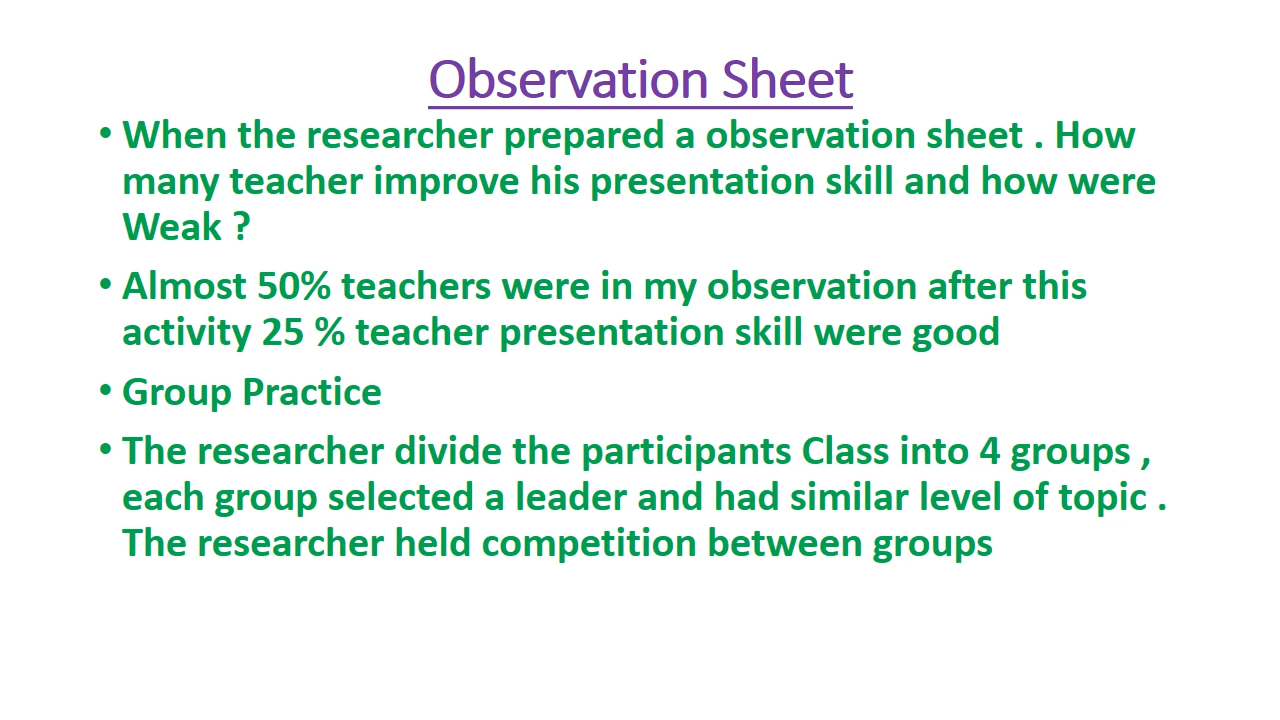 Observation Sheet
• When the researcher prepared a observation sheet . How
many teacher improve his presentation skill and how were
Weak ?
• Almost 50% teachers were in my observation after this
activity 25 % teacher presentation skill were good
• Group Practice
• The researcher divide the participants Class into 4 groups ,
each group selected a leader and had similar level of topic .
The researcher held competition between groups